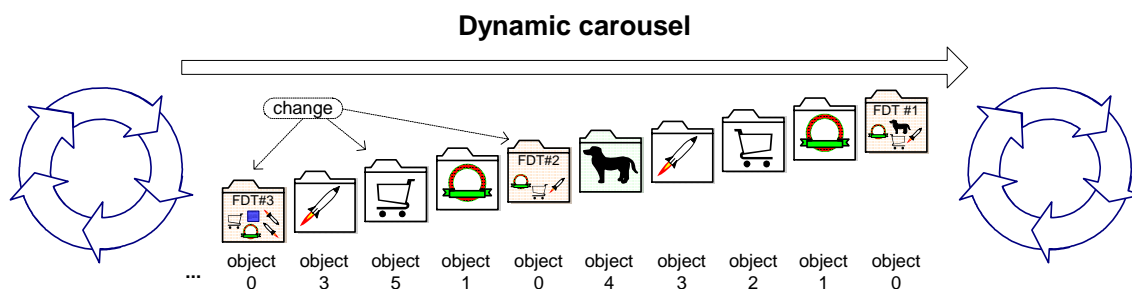 Dynamic carousel
change
FDT #1
FDT#2
FDT#3
... object object object object object object object object object object
0 3 5 1 0 4 3 2 1 0